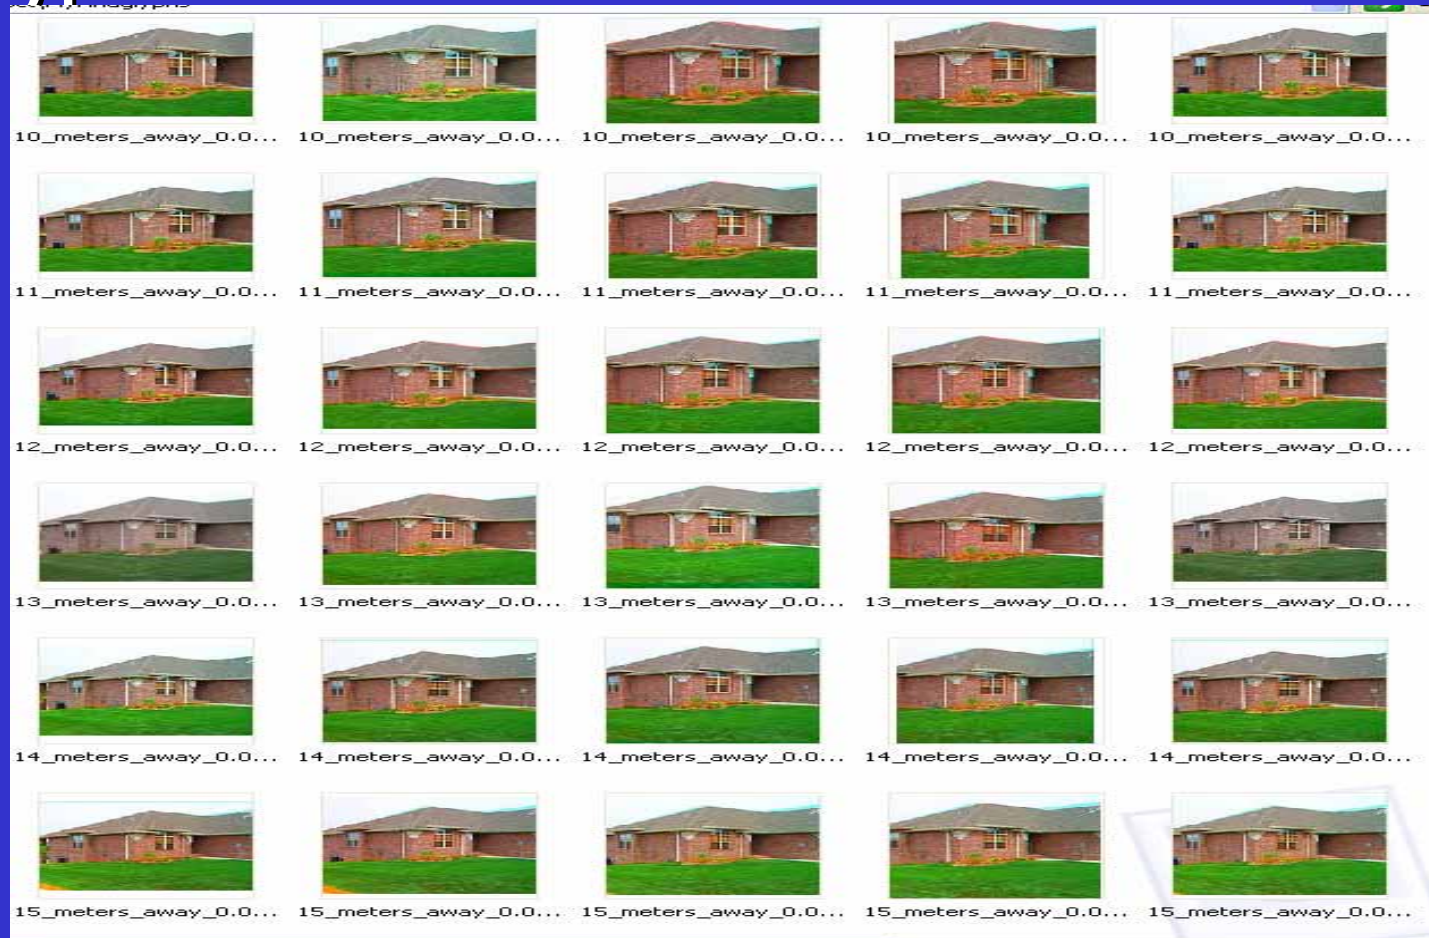 10_meters_away_0.0... 10_meters_away_0.0... 10_meters_away_0.0... 10_meters_away_0.0... 10_meters_away_0.0...
11_meters_away_0.0... 11_meters_away_0.0... 11_meters_away_0.0... 11_meters_away_0.0... 11_meters_away_0.0...
12_meters_away_0.0... 12_meters_away_0.0... 12_meters_away_0.0... 12_meters_away_0.0... 12_meters_away_0.0...
13_meters_away_0.0... 13_meters_away_0.0... 13_meters_away_0.0... 13_meters_away_0.0... 13_meters_away_0.0...
14_meters_away_0.0... 14_meters_away_0.0... 14_meters_away_0.0... 14_meters_away_0.0... 14_meters_away_0.0...
15_meters_away_0.0... 15_meters_away_0.0... 15_meters_away_0.0... 15_meters_away_0.0... 15_meters_away_0.0...